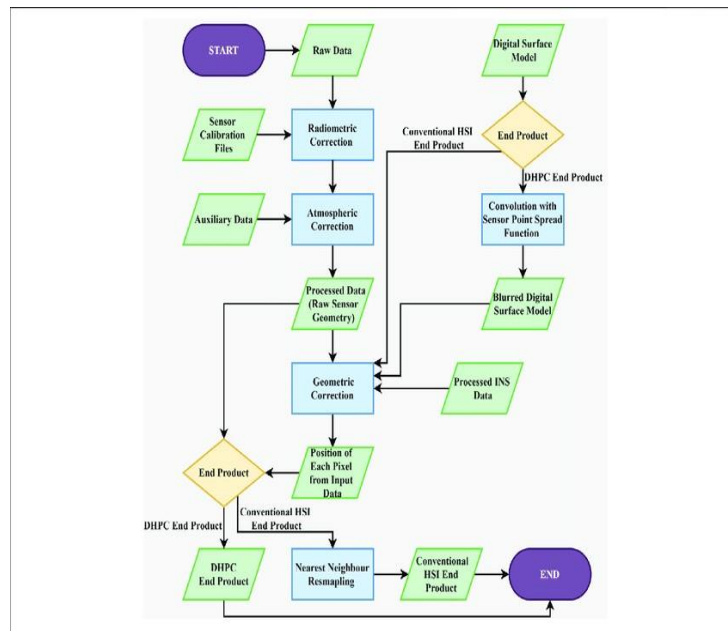 START
Raw Data
Digital Surface
Model
Sensor
Calibration
Files
Radiometric
Correction
Conventional HSI
End Product
End Product
DHPC End Product
Auxiliary Data
Atmospheric
Correction
Convolution with
Sensor Point Spread
Function
Processed Data
(Raw Sensor
Geometry)
Blurred Digital
Surface Model
Geometric
Correction
Processed INS
Data
End Product
Position of
Each Pixel
from Input
Data
Conventional HSI
End Product
DHPC End Product
DHPC
End Product
Nearest Neighbour
Resmapling
Conventional
HSI End
Product
END